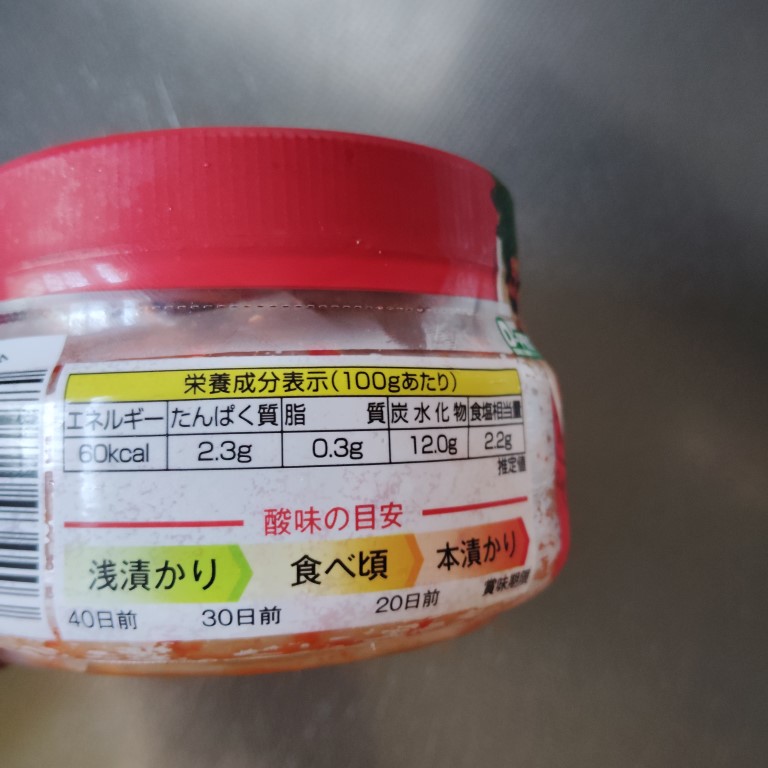 栄養成分表示(100gあたり)
エネルギー たんぱく質 脂質 炭水化物 食塩相当量
60kcal 2.3g 0.3g 12.0g 2.2g
推定値
酸味の目安
浅漬かり 食べ頃 本漬かり
40日前 30日前 20日前 賞味期限